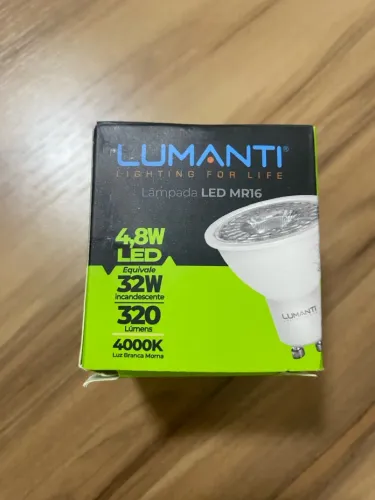 LUMANTI®
LIGHTING FOR LIFE
Lâmpada LED MR16
4,8W
LED
Equivale
32W
incandescente
320
Lúmens
4000K
Luz Branca Morna
LUMANTI